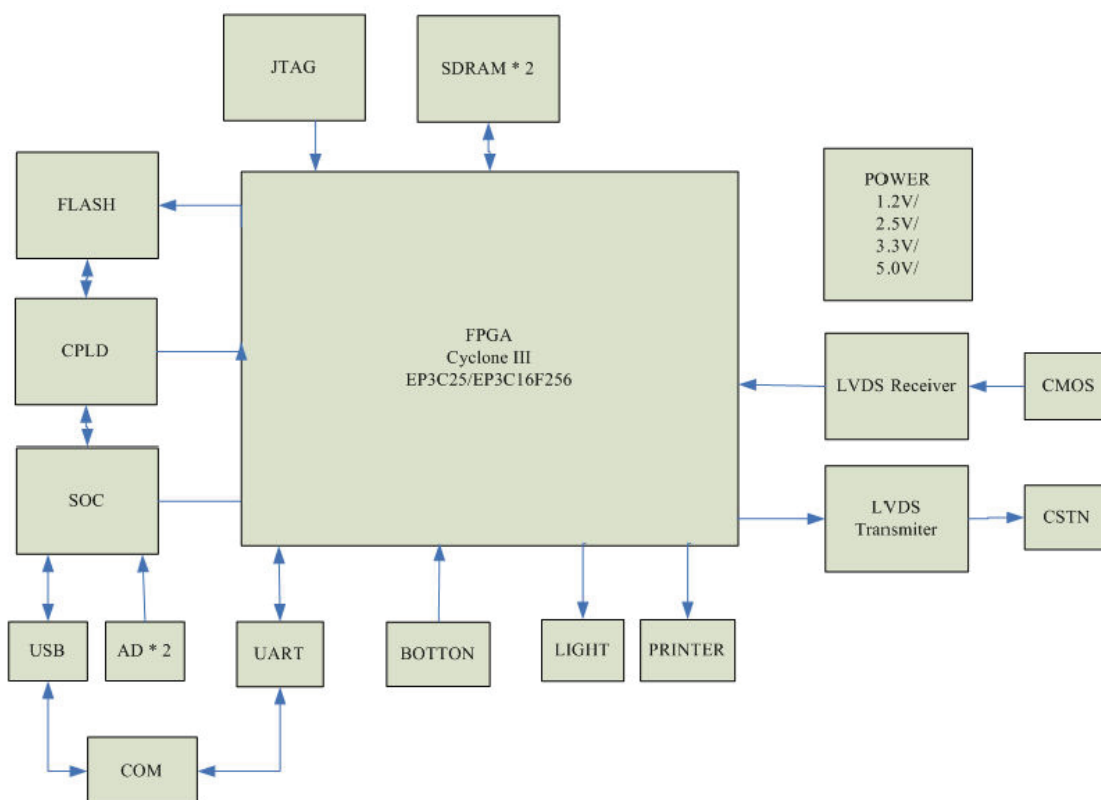 JTAG
SDRAM * 2
FLASH
POWER
1.2V/
2.5V/
3.3V/
5.0V/
CPLD
FPGA
Cyclone III
EP3C25/EP3C16F256
LVDS Receiver
CMOS
SOC
LVDS
Transmiter
CSTN
USB
AD * 2
UART
BOTTON
LIGHT
PRINTER
COM